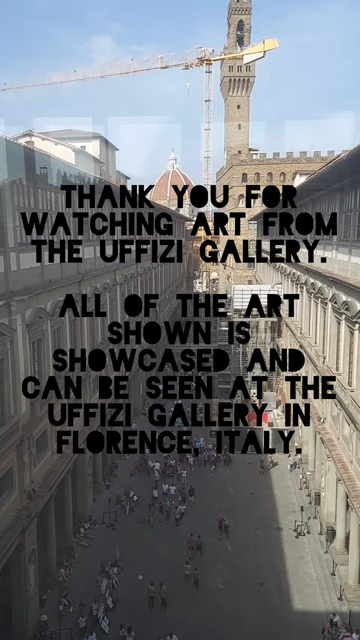 THANK YOU FOR
WATCHING ART FROM
THE UFFIZI GALLERY.
ALL OF THE ART
SHOWN IS
SHOWCASED AND
CAN BE SEEN AT THE
UFFIZI GALLERY IN
FLORENCE, ITALY.